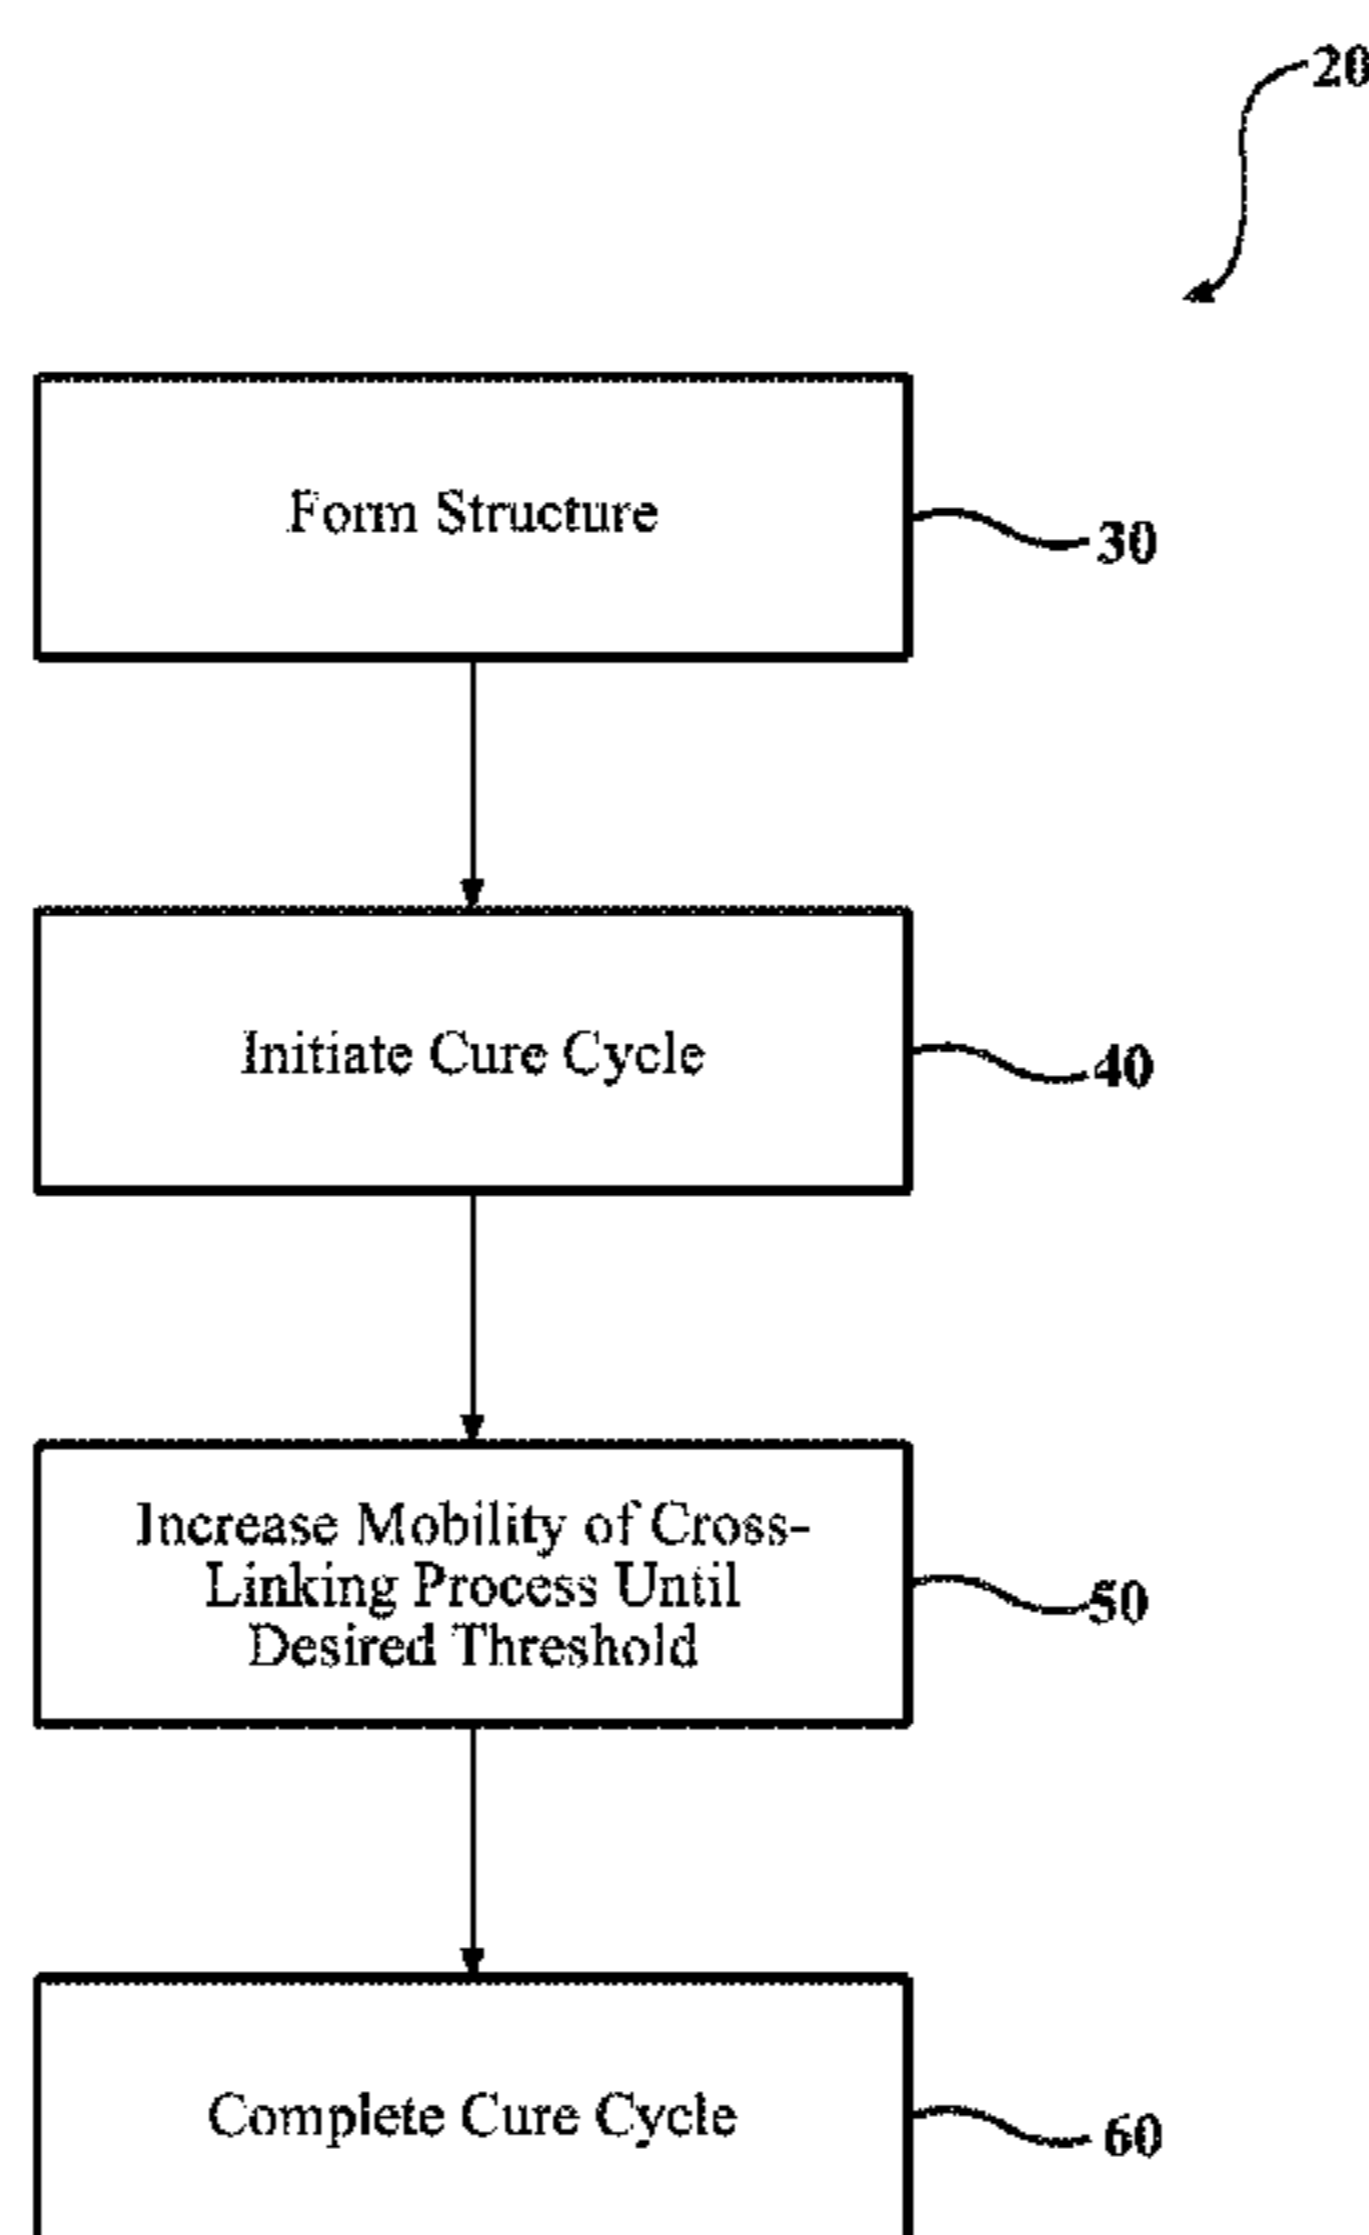 20
Form Structure
30
Initiate Cure Cycle
40
Increase Mobility of Cross-
Linking Process Until
Desired Threshold
50
Complete Cure Cycle
60